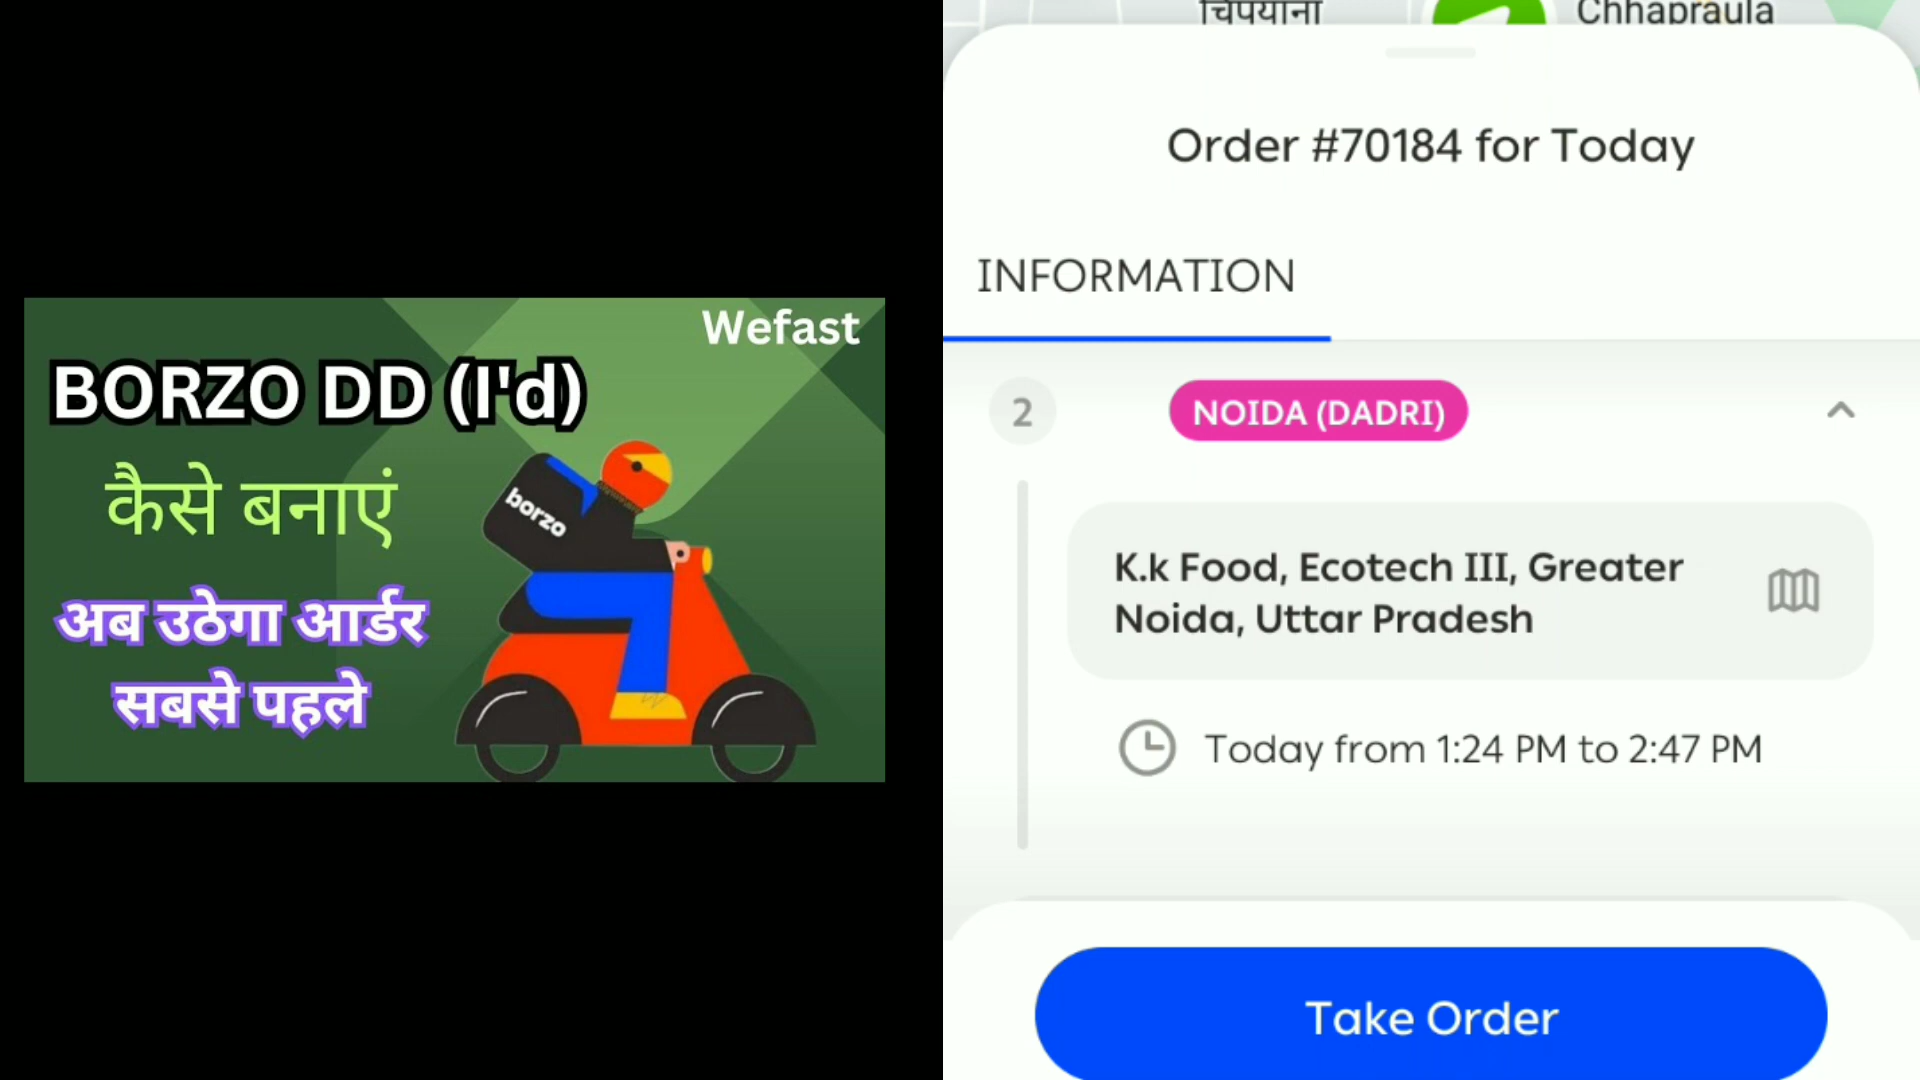 Wefast
BORZO DD (I'd)
कैसे बनाएं
अब उठेगा आर्डर
सबसे पहले
borzo
चिपयाना
Chhapraula
Order #70184 for Today
INFORMATION
2
NOIDA (DADRI)
K.k Food, Ecotech III, Greater
Noida, Uttar Pradesh
Today from 1:24 PM to 2:47 PM
Take Order